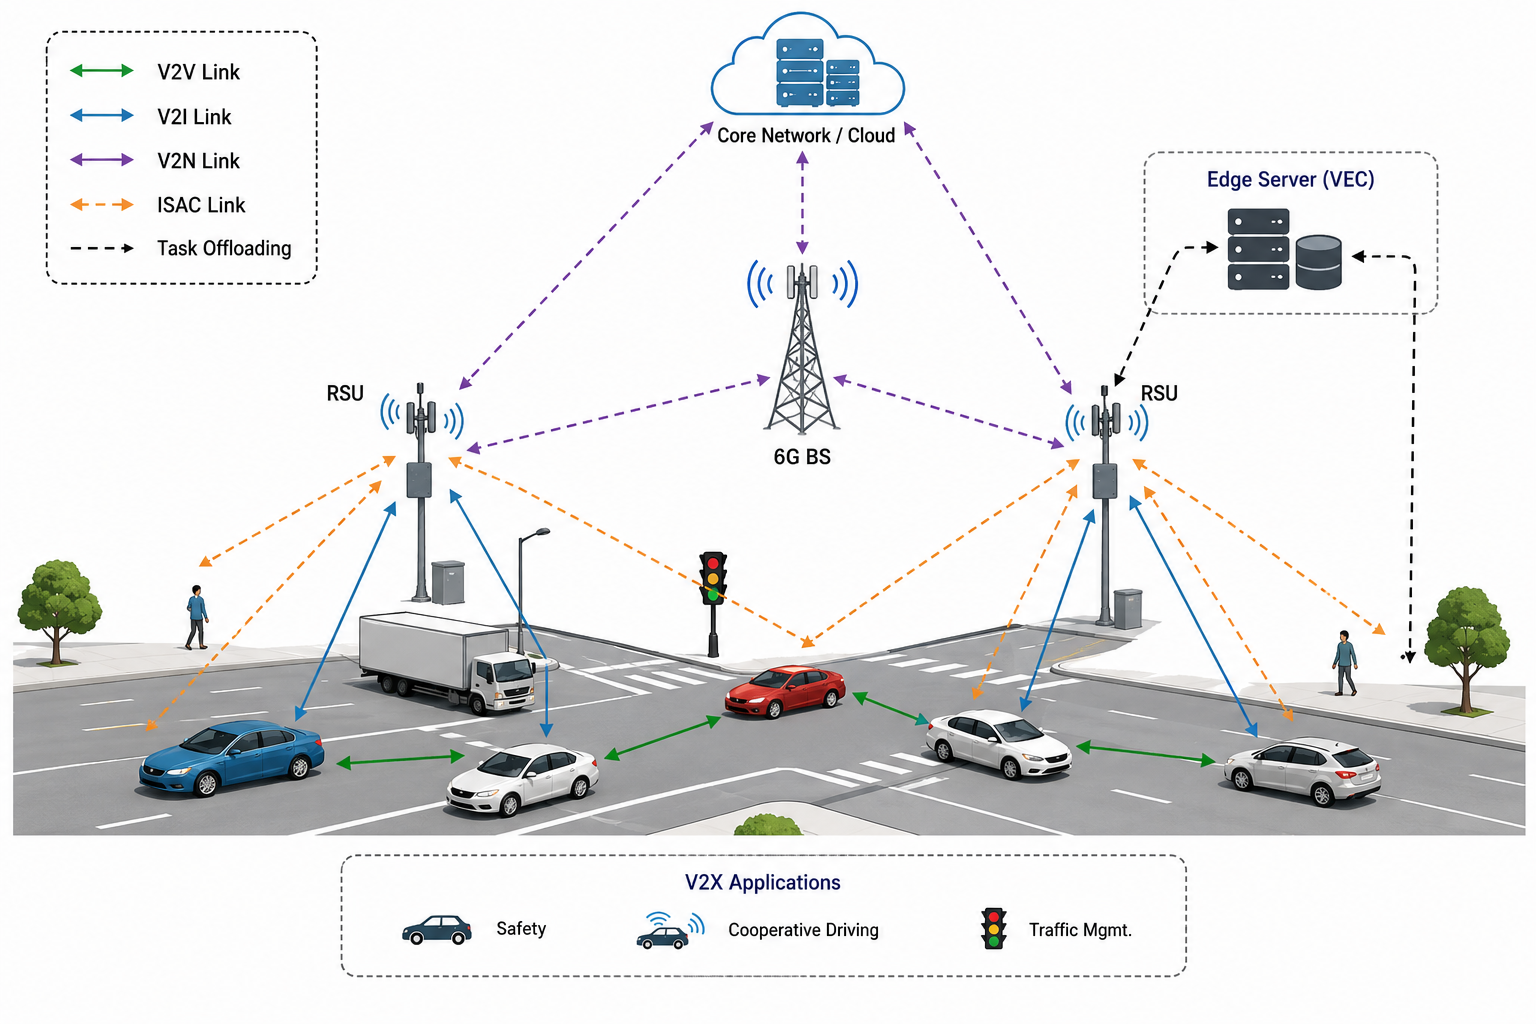 V2V Link
V2I Link
V2N Link
ISAC Link
Task Offloading
Core Network / Cloud
Edge Server (VEC)
RSU
6G BS
RSU
V2X Applications
Safety
Cooperative Driving
Traffic Mgmt.